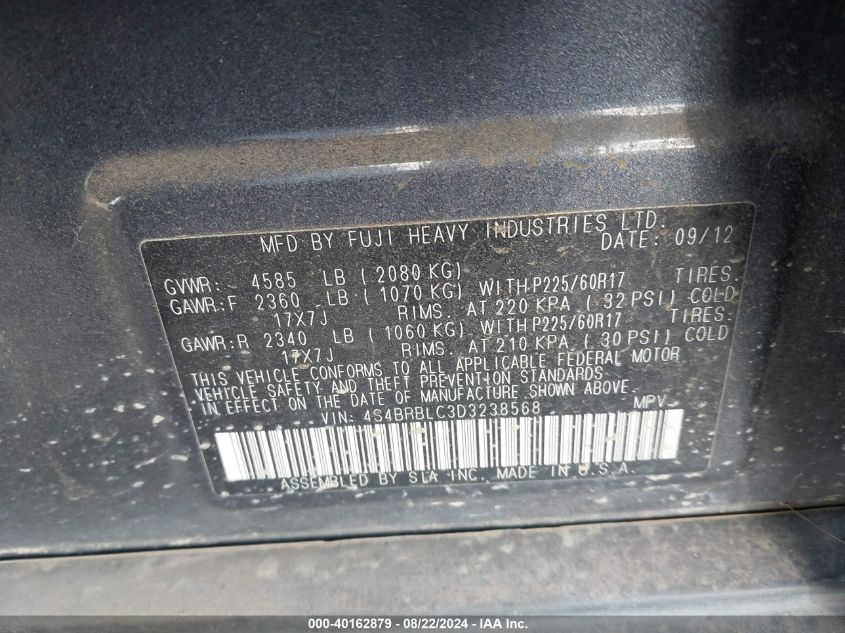 MFD BY FUJI HEAVY INDUSTRIES LTD.
DATE: 09/12
GVWR: 4585 LB ( 2080 KG)
GAWR:F 2360 LB ( 1070 KG) WITH P225/60R17 TIRES.
17X7J RIMS. AT 220 KPA ( 32 PSI) COLD
GAWR:R 2340 LB ( 1060 KG) WITH P225/60R17 TIRES:
17X7J RIMS. AT 210 KPA ( 30 PSI) COLD
THIS VEHICLE CONFORMS TO ALL APPLICABLE FEDERAL MOTOR
VEHICLE SAFETY AND THEFT PREVENTION STANDARDS
IN EFFECT ON THE DATE OF MANUFACTURE SHOWN ABOVE.
VIN: 4S4BRBLC3D3238568 MPV
ASSEMBLED BY SIA INC. MADE IN U.S.A.
000-40162879 - 08/22/2024 - IAAI.com